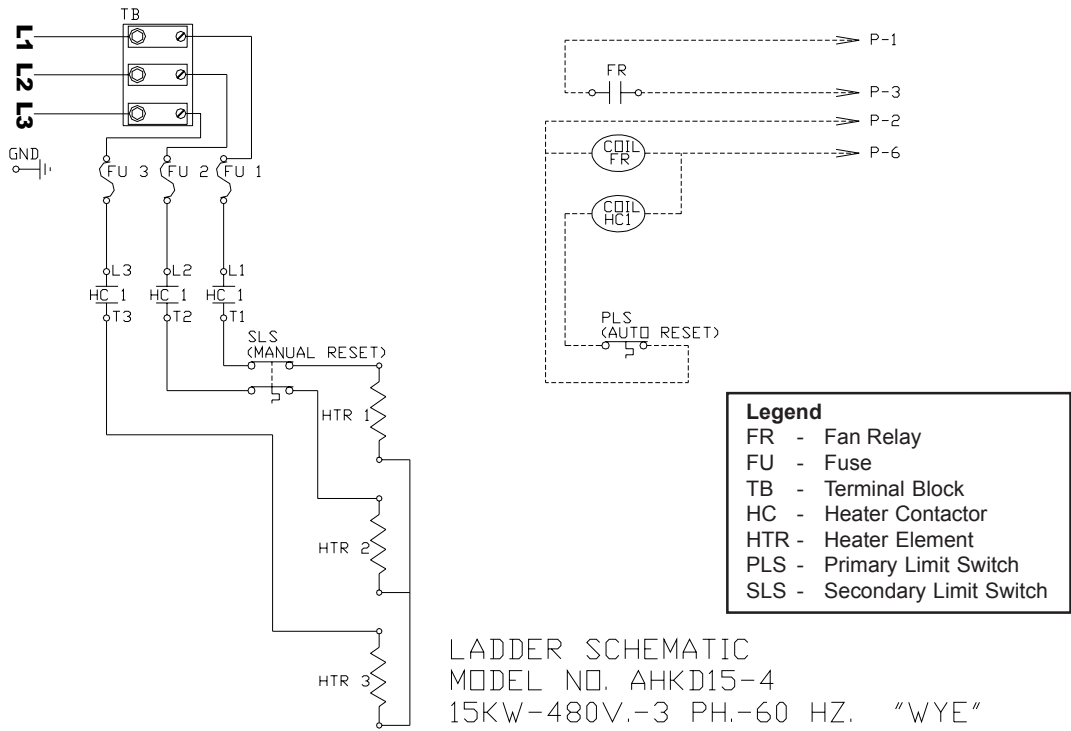 TB
L1
L2
L3
GND
FU 3
FU 2
FU 1
L3
L2
L1
HC 1
HC 1
HC 1
T3
T2
T1
SLS
(MANUAL RESET)
HTR 1
HTR 2
HTR 3
P-1
FR
P-3
P-2
COIL
FR
P-6
COIL
HC1
PLS
(AUTO RESET)
Legend
FR - Fan Relay
FU - Fuse
TB - Terminal Block
HC - Heater Contactor
HTR - Heater Element
PLS - Primary Limit Switch
SLS - Secondary Limit Switch
LADDER SCHEMATIC
MODEL NO. AHKD15-4
15KW-480V.-3 PH.-60 HZ. "WYE"